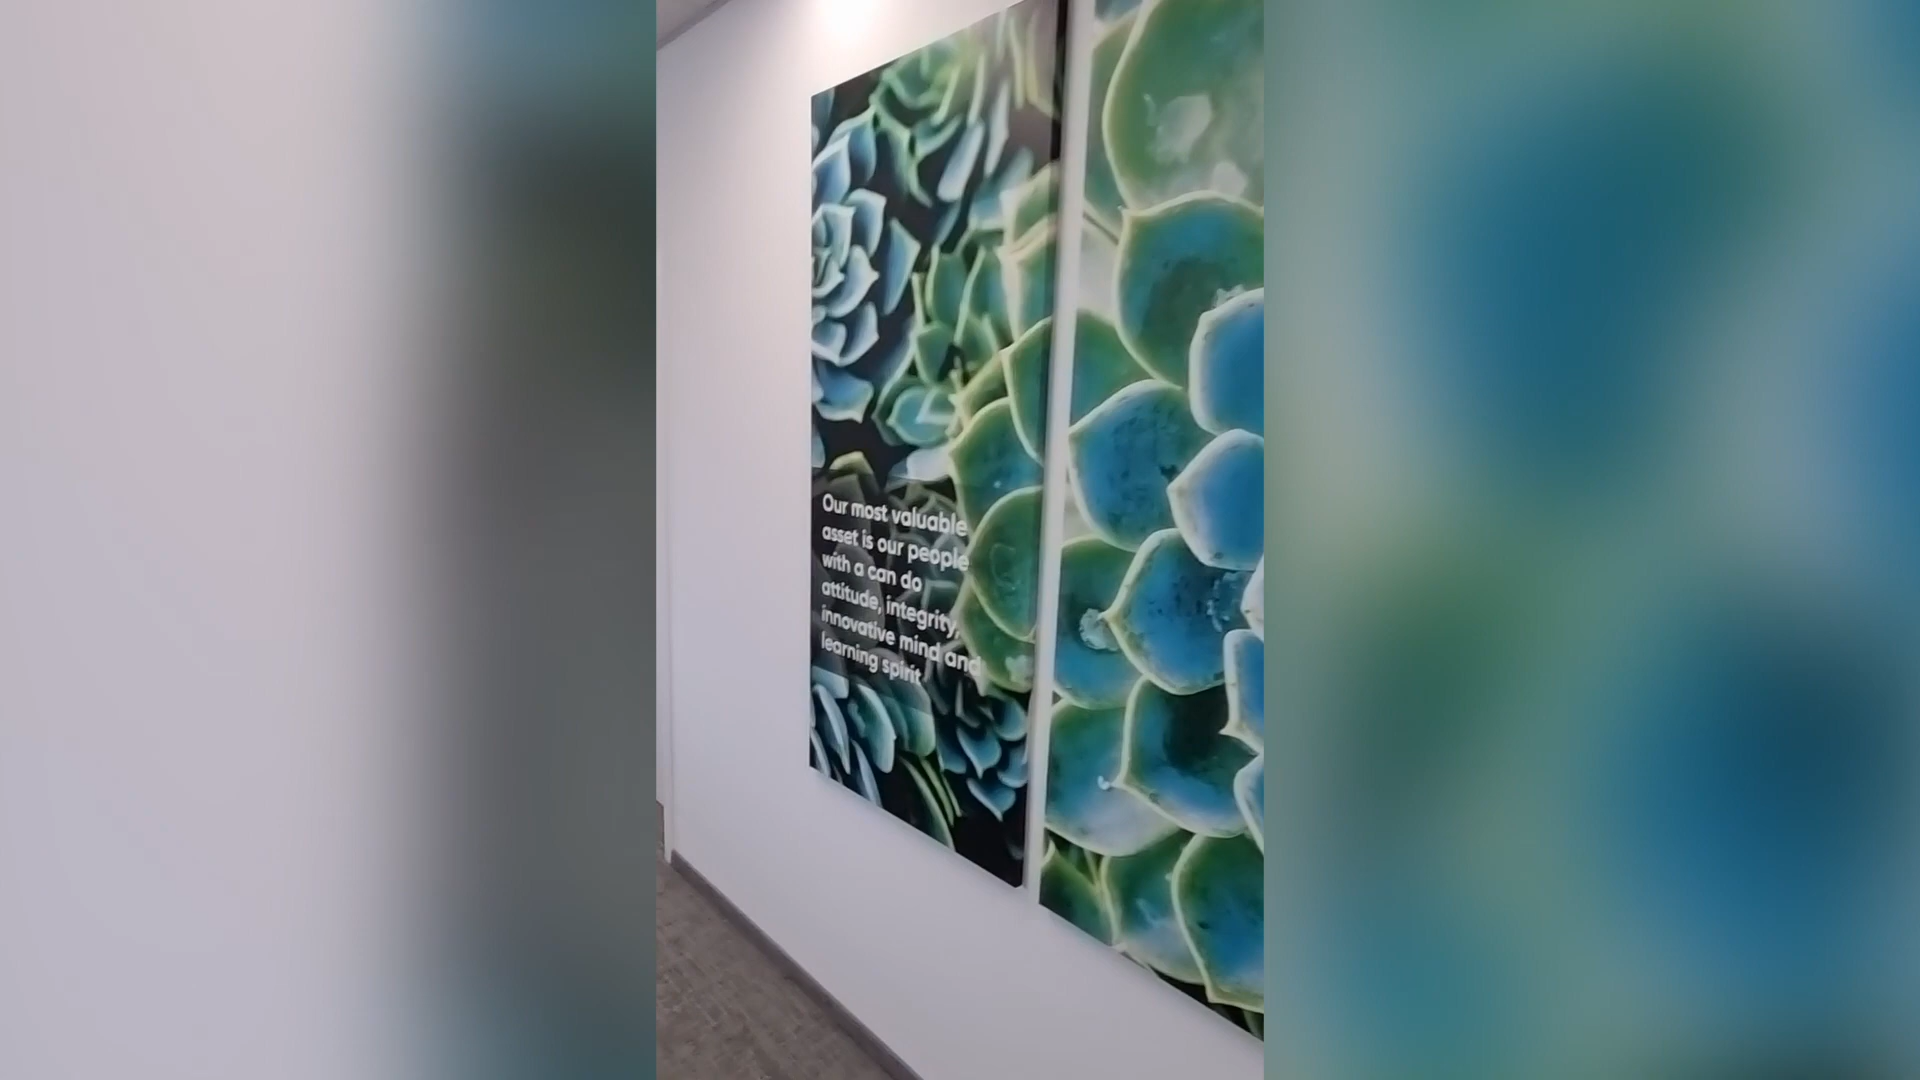 Our most valuable
asset is our people
with a can do
attitude, integrity,
innovative mind and
learning spirit